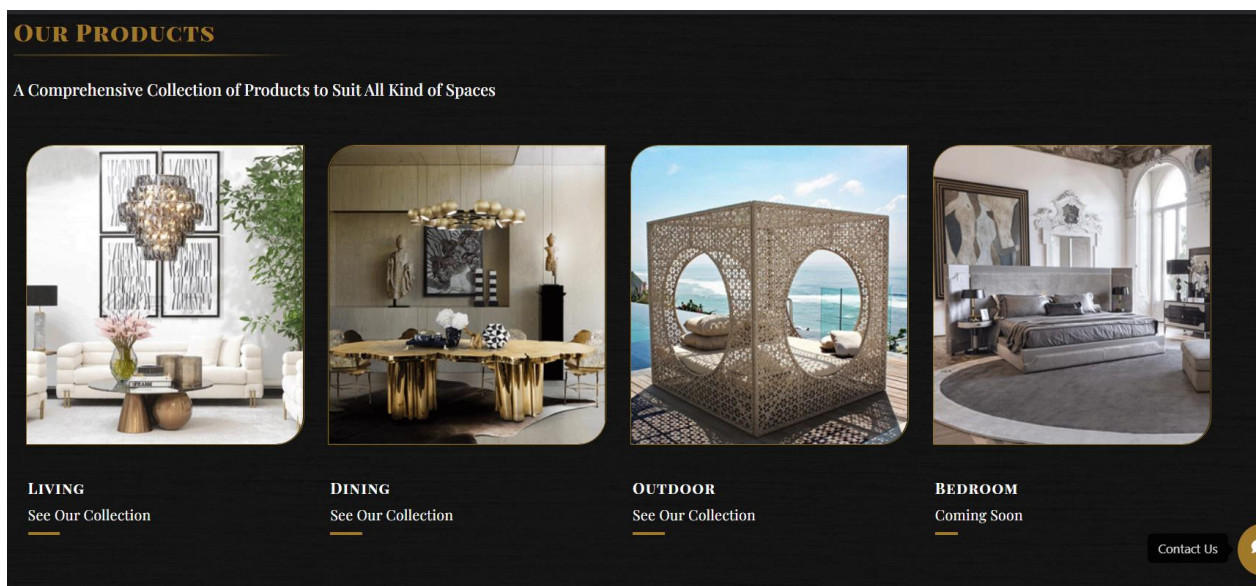 Our Products
A Comprehensive Collection of Products to Suit All Kind of Spaces
Living
See Our Collection
Dining
See Our Collection
Outdoor
See Our Collection
Bedroom
Coming Soon
Contact Us